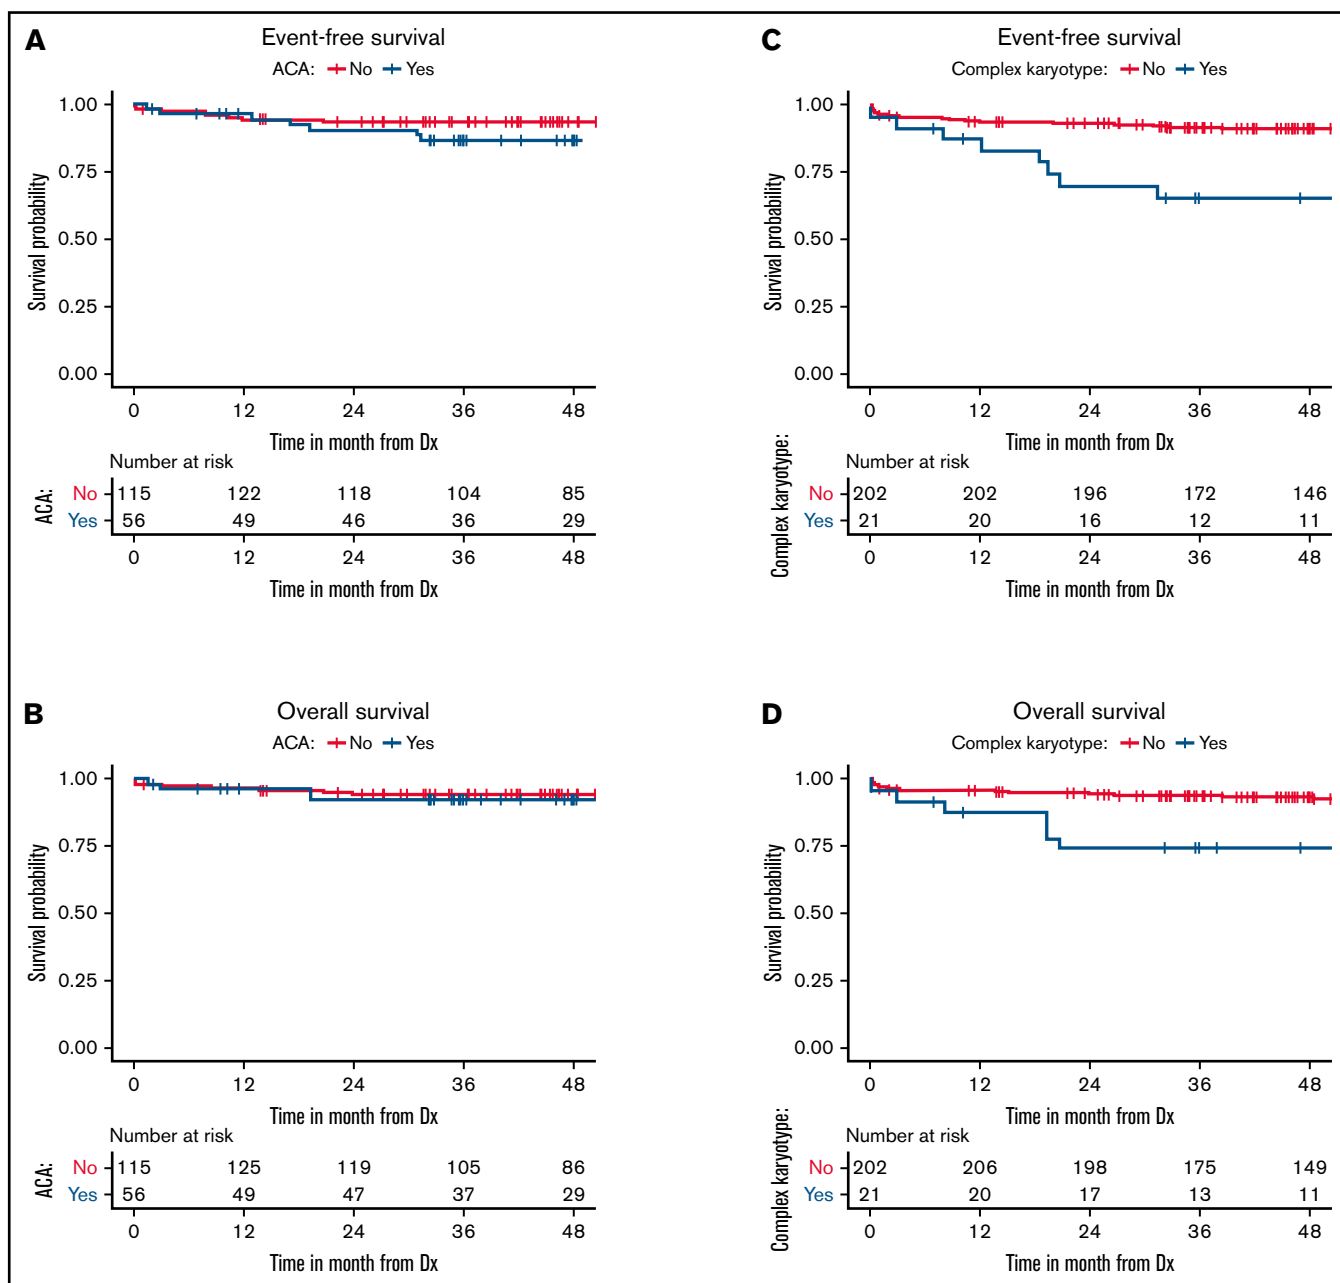 A
Event-free survival
ACA: No Yes
1.00
0.75
0.50
0.25
0.00
Survival probability
0 12 24 36 48
Time in month from Dx
Number at risk
ACA:
No 115 122 118 104 85
Yes 56 49 46 36 29
0 12 24 36 48
Time in month from Dx
C
Event-free survival
Complex karyotype: No Yes
1.00
0.75
0.50
0.25
0.00
Survival probability
0 12 24 36 48
Time in month from Dx
Number at risk
Complex karyotype:
No 202 202 196 172 146
Yes 21 20 16 12 11
0 12 24 36 48
Time in month from Dx
B
Overall survival
ACA: No Yes
1.00
0.75
0.50
0.25
0.00
Survival probability
0 12 24 36 48
Time in month from Dx
Number at risk
ACA:
No 115 125 119 105 86
Yes 56 49 47 37 29
0 12 24 36 48
Time in month from Dx
D
Overall survival
Complex karyotype: No Yes
1.00
0.75
0.50
0.25
0.00
Survival probability
0 12 24 36 48
Time in month from Dx
Number at risk
Complex karyotype:
No 202 206 198 175 149
Yes 21 20 17 13 11
0 12 24 36 48
Time in month from Dx